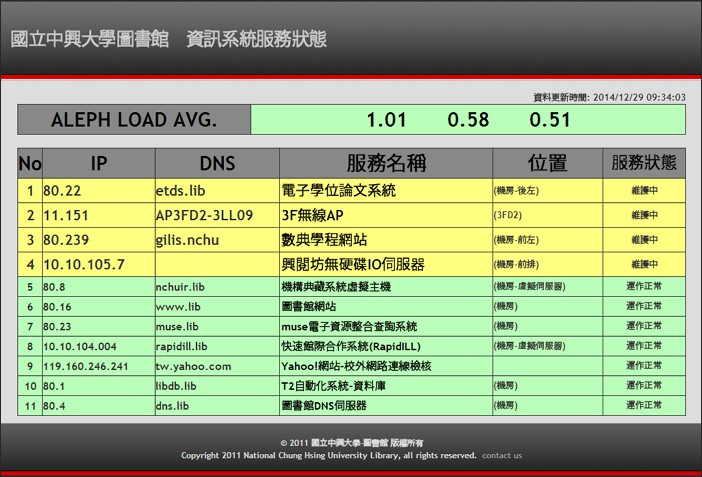 國立中興大學圖書館 資訊系統服務狀態
資料更新時間: 2014/12/29 09:34:03
ALEPH LOAD AVG. 1.01 0.58 0.51
No IP DNS 服務名稱 位置 服務狀態
1 80.22 etds.lib 電子學位論文系統 (機房-後左) 維護中
2 11.151 AP3FD2-3LL09 3F無線AP (3FD2) 維護中
3 80.239 gilis.nchu 數典學程網站 (機房-前左) 維護中
4 10.10.105.7 興閱坊無硬碟IO伺服器 (機房-前排) 維護中
5 80.8 nchuir.lib 機構典藏系統虛擬主機 (機房-虛擬伺服器) 運作正常
6 80.16 www.lib 圖書館網站 (機房) 運作正常
7 80.23 muse.lib muse電子資源整合查詢系統 (機房) 運作正常
8 10.10.104.004 rapidill.lib 快速館際合作系統(RapidILL) (機房-虛擬伺服器) 運作正常
9 119.160.246.241 tw.yahoo.com Yahoo!網站-校外網路連線檢核 運作正常
10 80.1 libdb.lib T2自動化系統-資料庫 (機房) 運作正常
11 80.4 dns.lib 圖書館DNS伺服器 (機房) 運作正常
© 2011 國立中興大學-圖書館 版權所有
Copyright 2011 National Chung Hsing University Library, all rights reserved. contact us